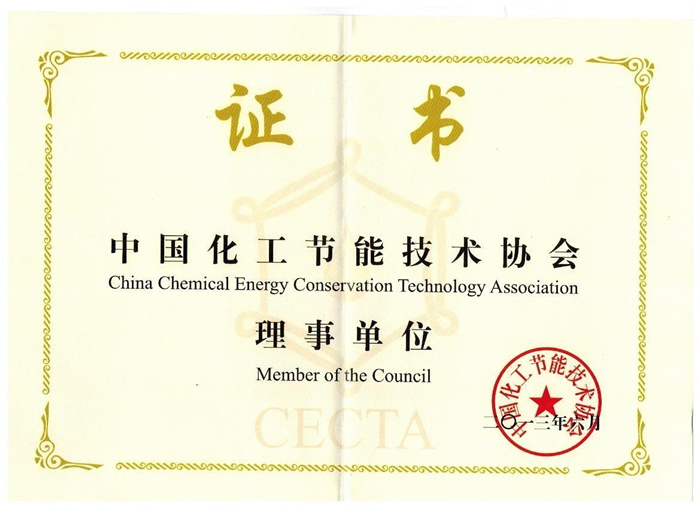 证 书
中国化工节能技术协会
China Chemical Energy Conservation Technology Association
理事单位
Member of the Council
CECTA
中国化工节能技术协会
二〇一三年六月